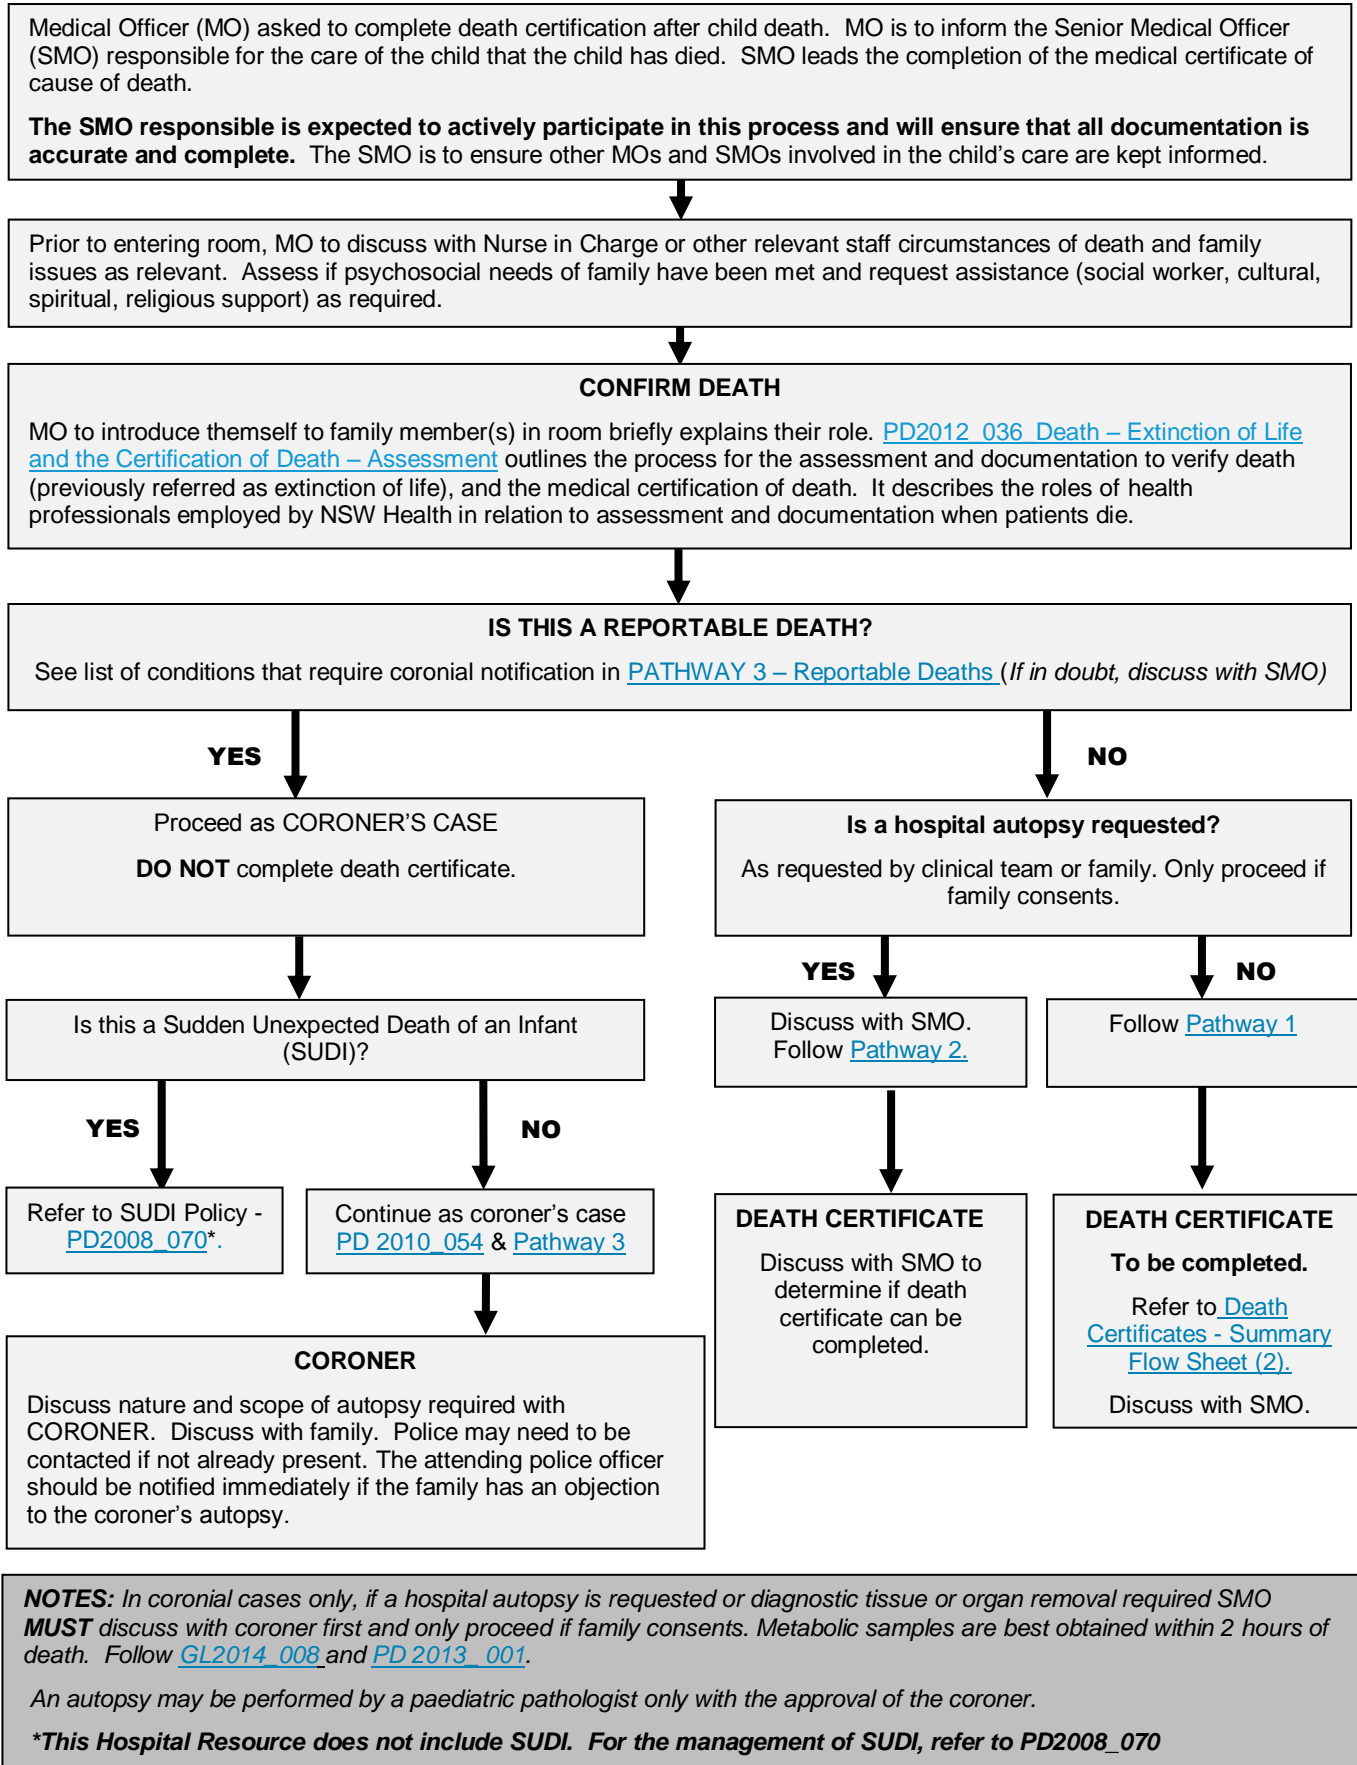 Medical Officer (MO) asked to complete death certification after child death.  MO is to inform the Senior Medical Officer
(SMO) responsible for the care of the child that the child has died.  SMO leads the completion of the medical certificate of
cause of death.
The SMO responsible is expected to actively participate in this process and will ensure that all documentation is
accurate and complete.  The SMO is to ensure other MOs and SMOs involved in the child's care are kept informed.
Prior to entering room, MO to discuss with Nurse in Charge or other relevant staff circumstances of death and family
issues as relevant.  Assess if psychosocial needs of family have been met and request assistance (social worker, cultural,
spiritual, religious support) as required.
CONFIRM DEATH
MO to introduce themself to family member(s) in room briefly explains their role. PD2012_036 Death – Extinction of Life
and the Certification of Death – Assessment outlines the process for the assessment and documentation to verify death
(previously referred as extinction of life), and the medical certification of death.  It describes the roles of health
professionals employed by NSW Health in relation to assessment and documentation when patients die.
IS THIS A REPORTABLE DEATH?
See list of conditions that require coronial notification in PATHWAY 3 – Reportable Deaths (If in doubt, discuss with SMO)
YES
NO
Proceed as CORONER'S CASE
DO NOT complete death certificate.
Is a hospital autopsy requested?
As requested by clinical team or family. Only proceed if
family consents.
YES
NO
Is this a Sudden Unexpected Death of an Infant
(SUDI)?
Discuss with SMO.
Follow Pathway 2.
Follow Pathway 1
YES
NO
Refer to SUDI Policy -
PD2008_070*.
Continue as coroner's case
PD 2010_054 & Pathway 3
DEATH CERTIFICATE
Discuss with SMO to
determine if death
certificate can be
completed.
DEATH CERTIFICATE
To be completed.
Refer to Death
Certificates - Summary
Flow Sheet (2).
Discuss with SMO.
CORONER
Discuss nature and scope of autopsy required with
CORONER.  Discuss with family.  Police may need to be
contacted if not already present. The attending police officer
should be notified immediately if the family has an objection
to the coroner's autopsy.
NOTES: In coronial cases only, if a hospital autopsy is requested or diagnostic tissue or organ removal required SMO
MUST discuss with coroner first and only proceed if family consents. Metabolic samples are best obtained within 2 hours of
death.  Follow GL2014_008 and PD 2013_ 001.
An autopsy may be performed by a paediatric pathologist only with the approval of the coroner.
*This Hospital Resource does not include SUDI.  For the management of SUDI, refer to PD2008_070